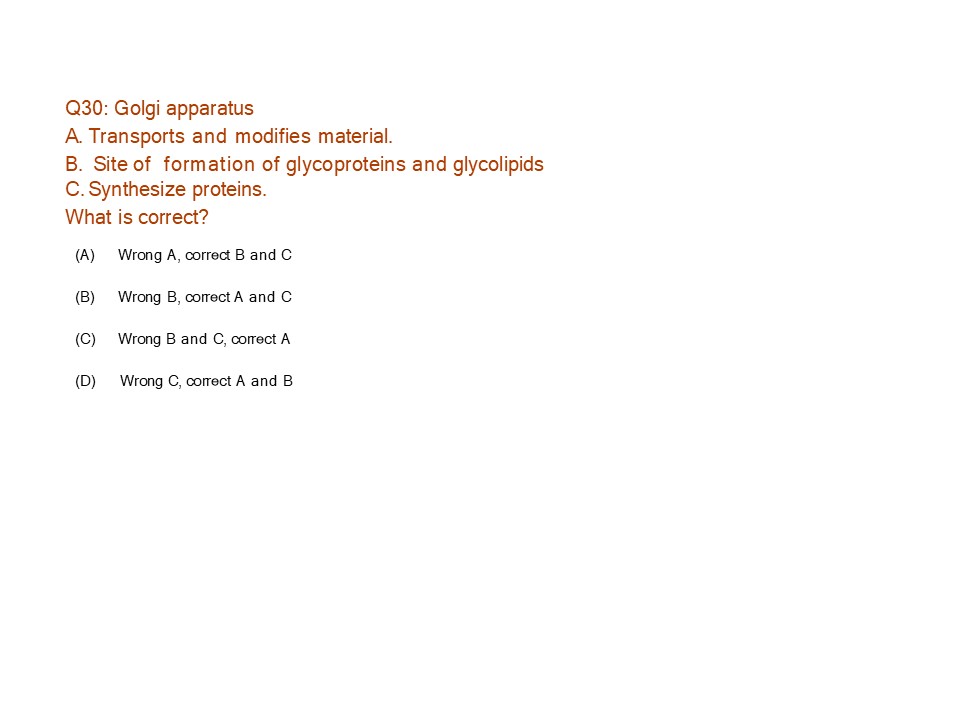 Q30: Golgi apparatus
A. Transports and modifies material.
B. Site of formation of glycoproteins and glycolipids
C. Synthesize proteins.
What is correct?
(A) Wrong A, correct B and C
(B) Wrong B, correct A and C
(C) Wrong B and C, correct A
(D) Wrong C, correct A and B